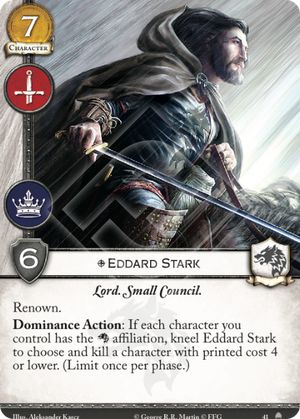 7
Character
6
Eddard Stark
Lord. Small Council.
Renown.
Dominance Action: If each character you
control has the affiliation, kneel Eddard Stark
to choose and kill a character with printed cost 4
or lower. (Limit once per phase.)
Illus. Aleksander Karcz
© George R.R. Martin © FFG
41